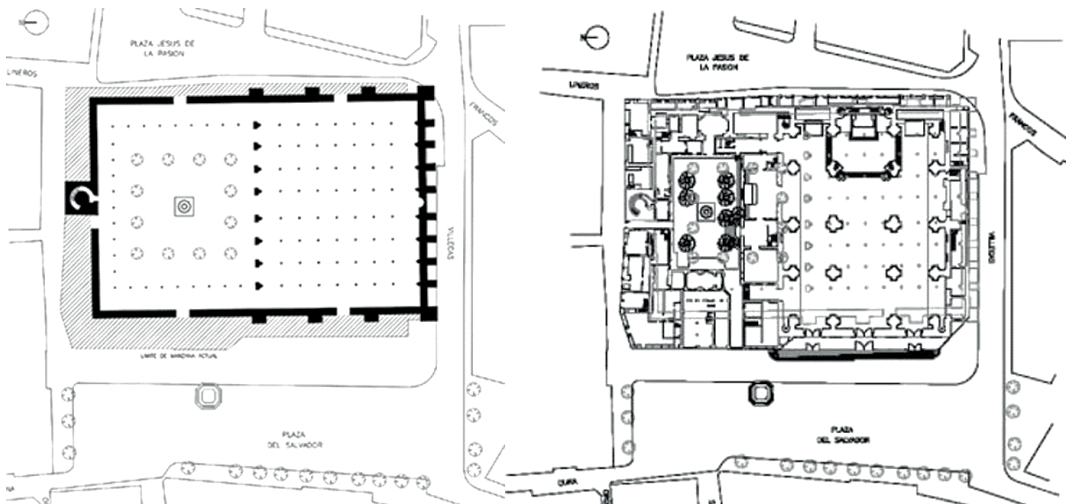 N
PLAZA JESUS DE
LA PASION
LINEROS
FRANCOS
VILLEGAS
LIMITE DE MANZANA ACTUAL
PLAZA
DEL SALVADOR
NA
N
PLAZA JESUS DE
LA PASION
LINEROS
FRANCOS
VILLEGAS
PLAZA
DEL SALVADOR
CUNA